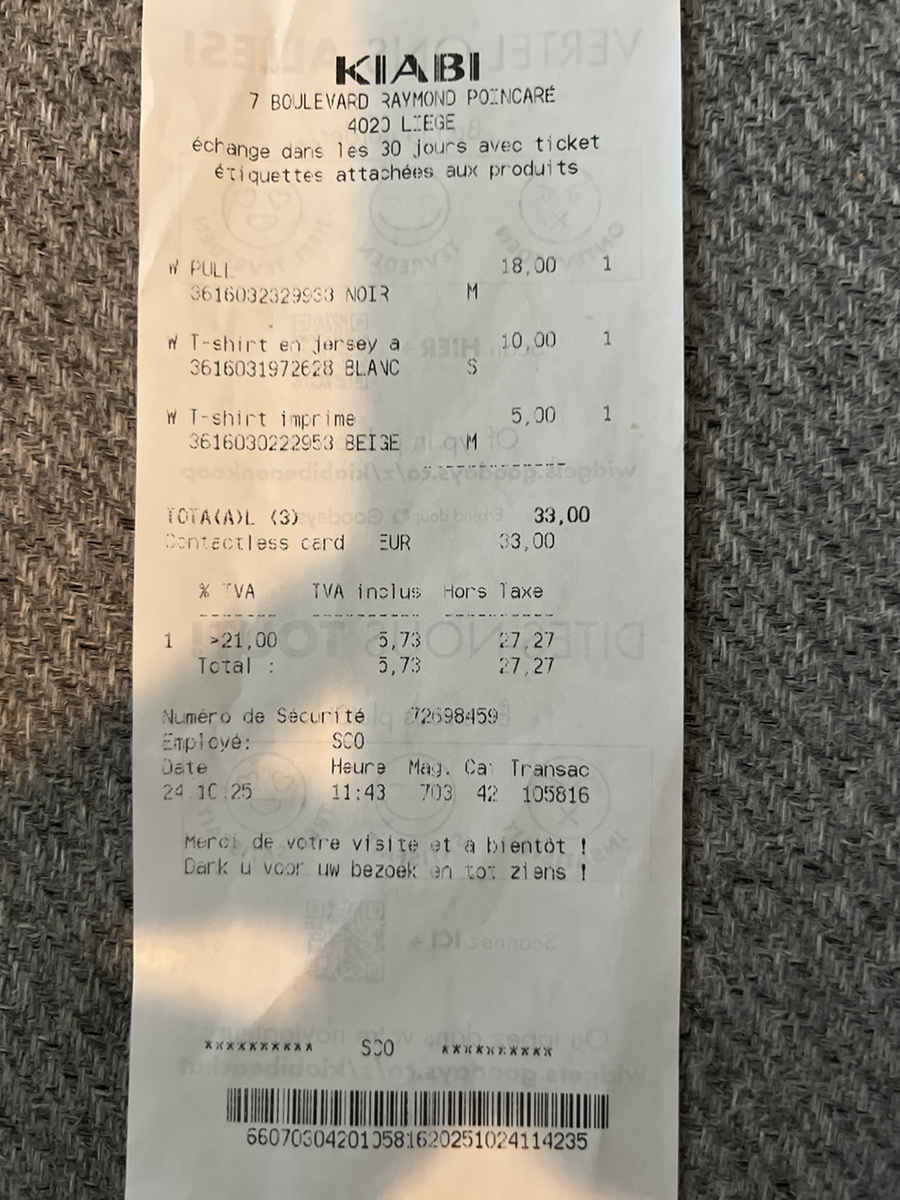 KIABI
7 BOULEVARD RAYMOND POINCARÉ
4020 LIEGE
échange dans les 30 jours avec ticket
étiquettes attachées aux produits
W PULL 18,00 1
3616032329933 NOIR M
W T-shirt en jersey a 10,00 1
3616031972628 BLANC S
W T-shirt imprime 5,00 1
3616030222953 BEIGE M
--------------
TOTA(A)L (3) 33,00
Contactless card EUR 33,00
% TVA TVA inclus Hors Taxe
1 >21,00 5,73 27,27
Total : 5,73 27,27
Numéro de Sécurité 72698459
Employé: SCO
Date Heure Mag. Cai Transac
24.10.25 11:43 703 42 105816
Merci de votre visite et à bientôt !
Dank u voor uw bezoek en tot ziens !
********** SCO **********
660703042010581620251024114235